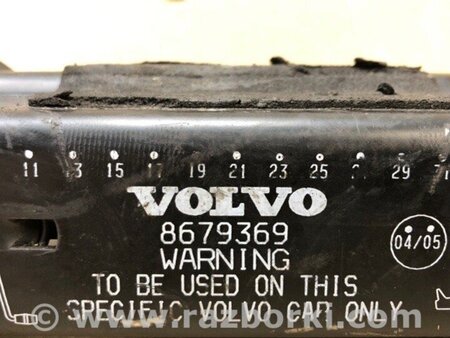 11 13 15 17 19 21 23 25 29
VOLVO
8679369
04/05
WARNING
TO BE USED ON THIS
SPECIFIC VOLVO CAR ONLY
© www.razborki.com